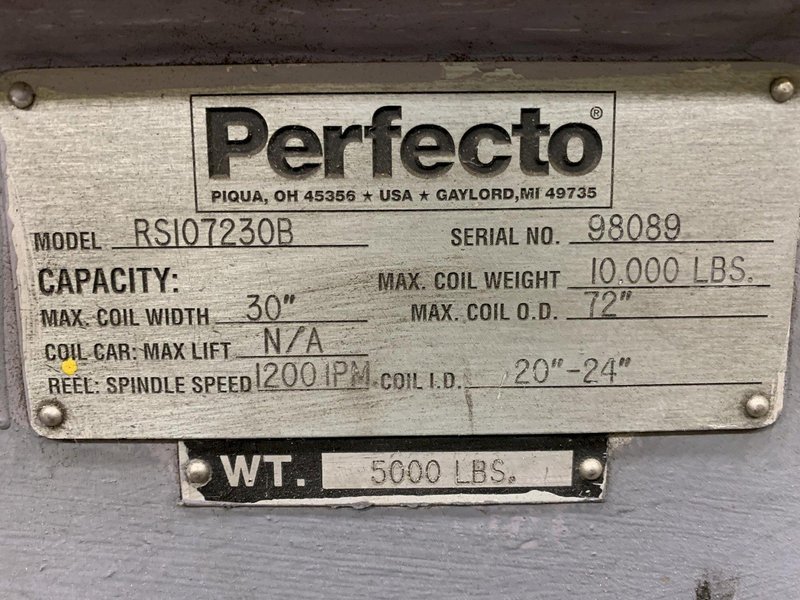 Perfecto®
PIQUA, OH 45356 ★ USA ★ GAYLORD, MI 49735
MODEL RS107230B SERIAL NO. 98089
CAPACITY: MAX. COIL WEIGHT 10.000 LBS.
MAX. COIL WIDTH 30" MAX. COIL O.D. 72"
COIL CAR: MAX LIFT N/A
REEL: SPINDLE SPEED 1200 IPM. COIL I.D. 20"-24"
WT. 5000 LBS.